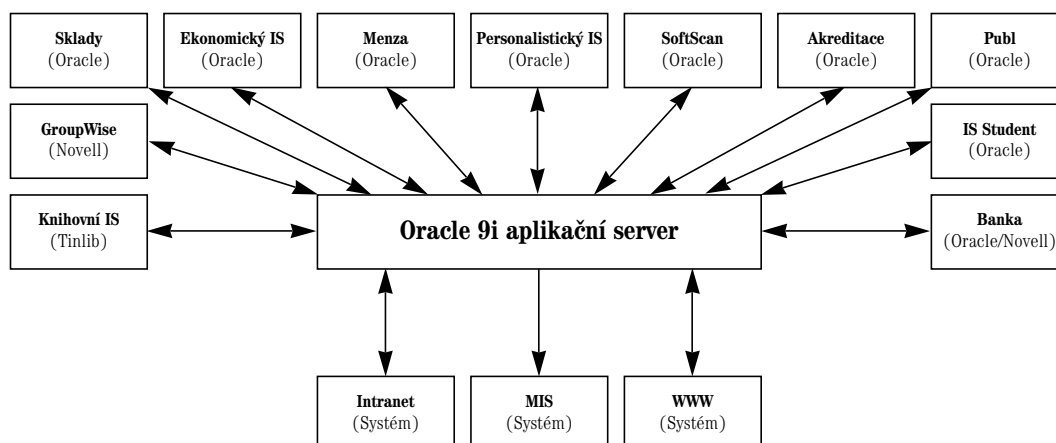 Sklady
(Oracle)
Ekonomický IS
(Oracle)
Menza
(Oracle)
Personalistický IS
(Oracle)
SoftScan
(Oracle)
Akreditace
(Oracle)
Publ
(Oracle)
GroupWise
(Novell)
IS Student
(Oracle)
Knihovní IS
(Tinlib)
Oracle 9i aplikační server
Banka
(Oracle/Novell)
Intranet
(Systém)
MIS
(Systém)
WWW
(Systém)